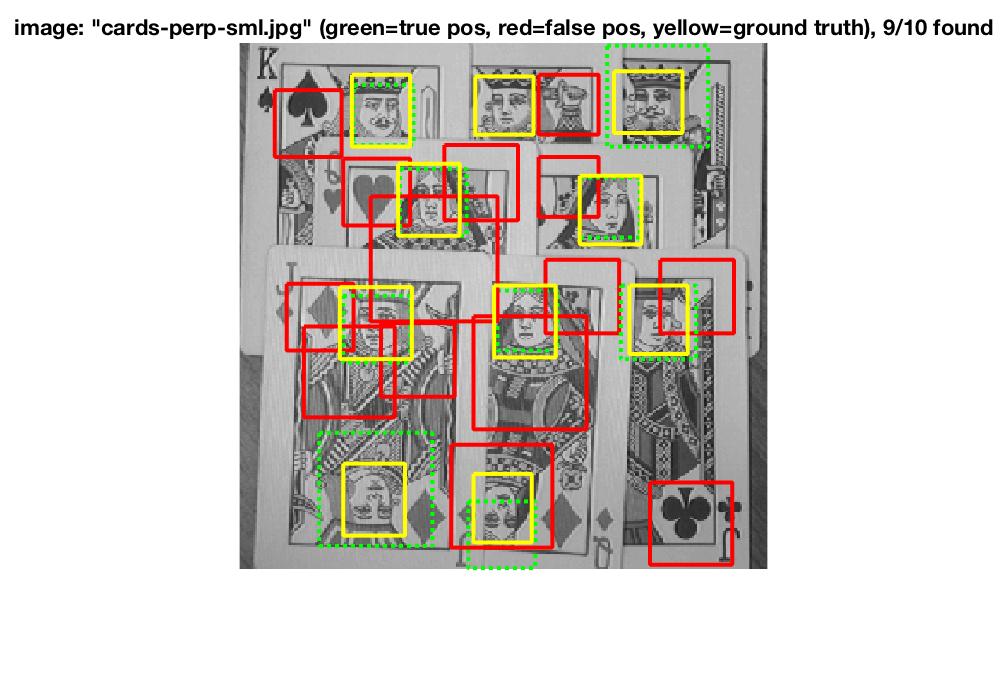 image: "cards-perp-sml.jpg" (green=true pos, red=false pos, yellow=ground truth), 9/10 found
K
Q
J
Q
J